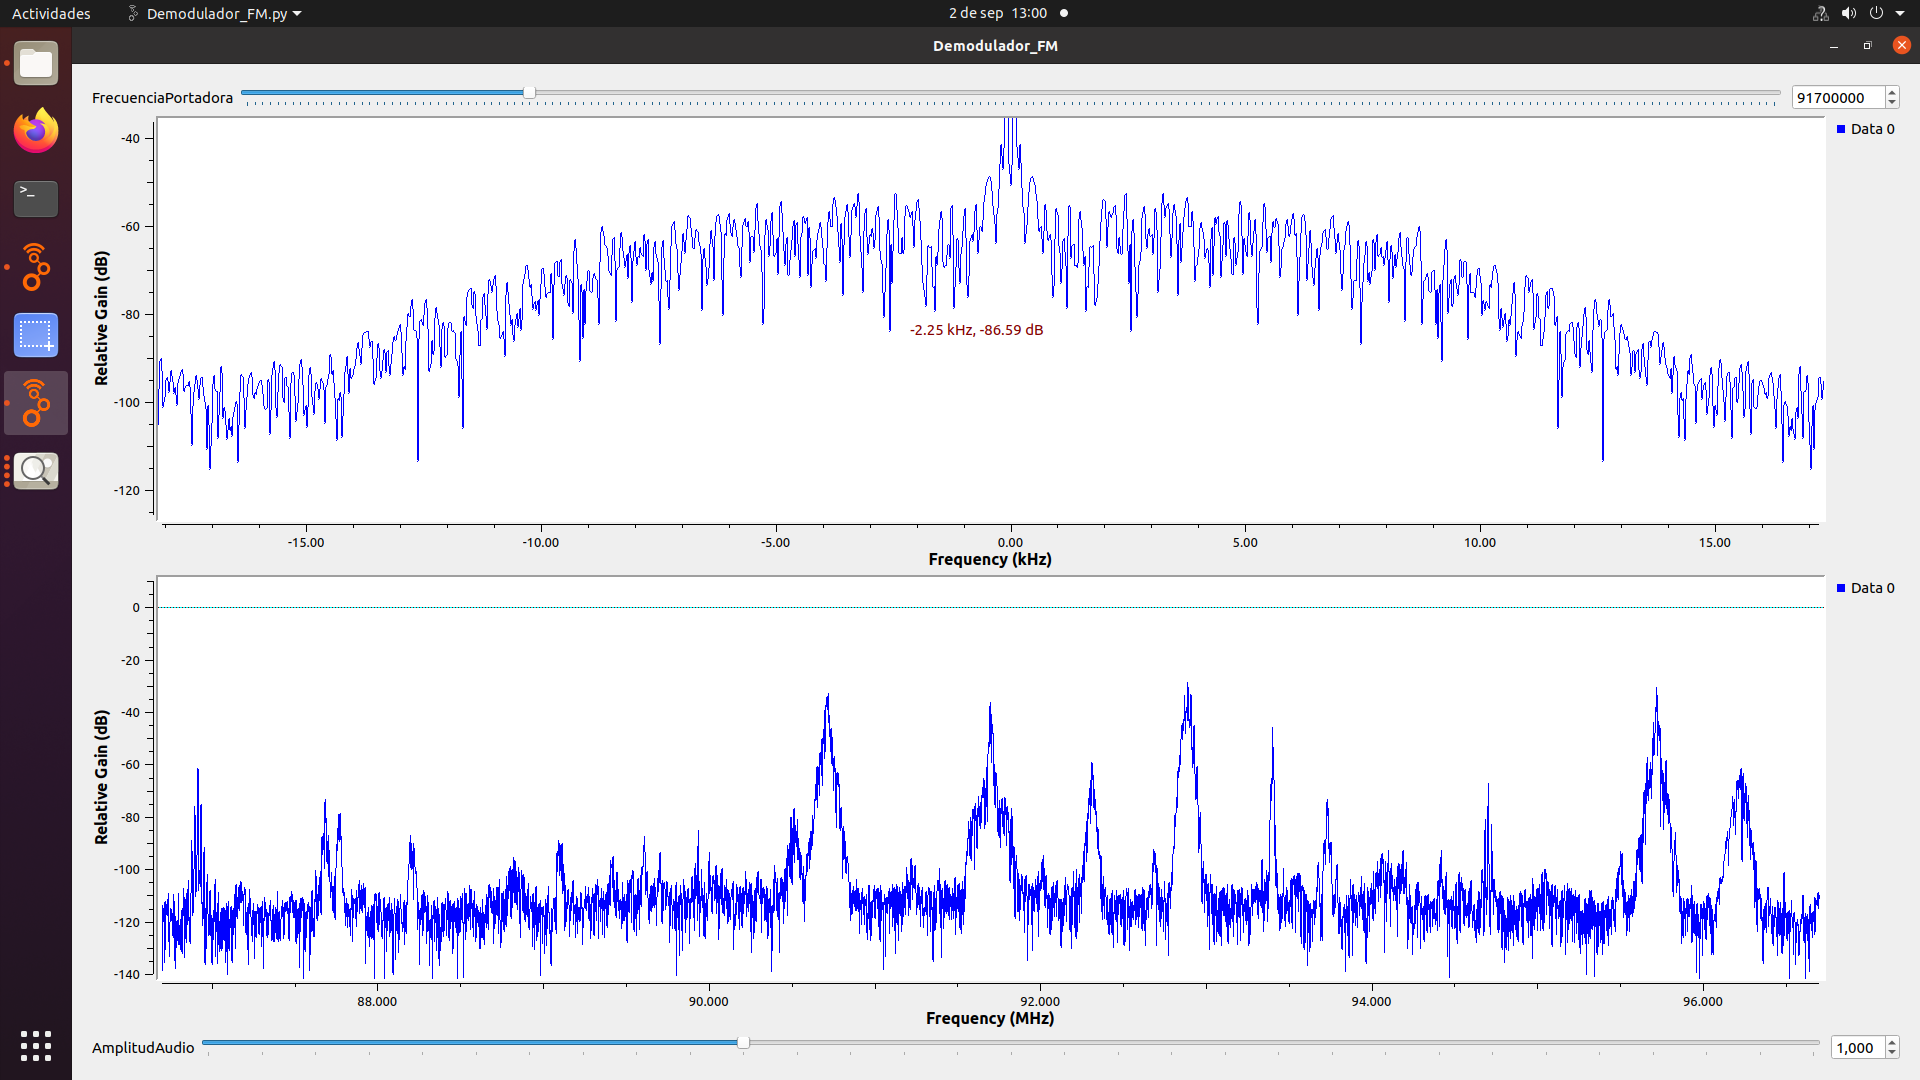 Actividades
Demodulador_FM.py
2 de sep 13:00
Demodulador_FM
FrecuenciaPortadora
91700000
Data 0
-40
-60
-80
-100
-120
Relative Gain (dB)
-2.25 kHz, -86.59 dB
-15.00
-10.00
-5.00
0.00
5.00
10.00
15.00
Frequency (kHz)
Data 0
0
-20
-40
-60
-80
-100
-120
-140
Relative Gain (dB)
88.000
90.000
92.000
94.000
96.000
Frequency (MHz)
AmplitudAudio
1,000